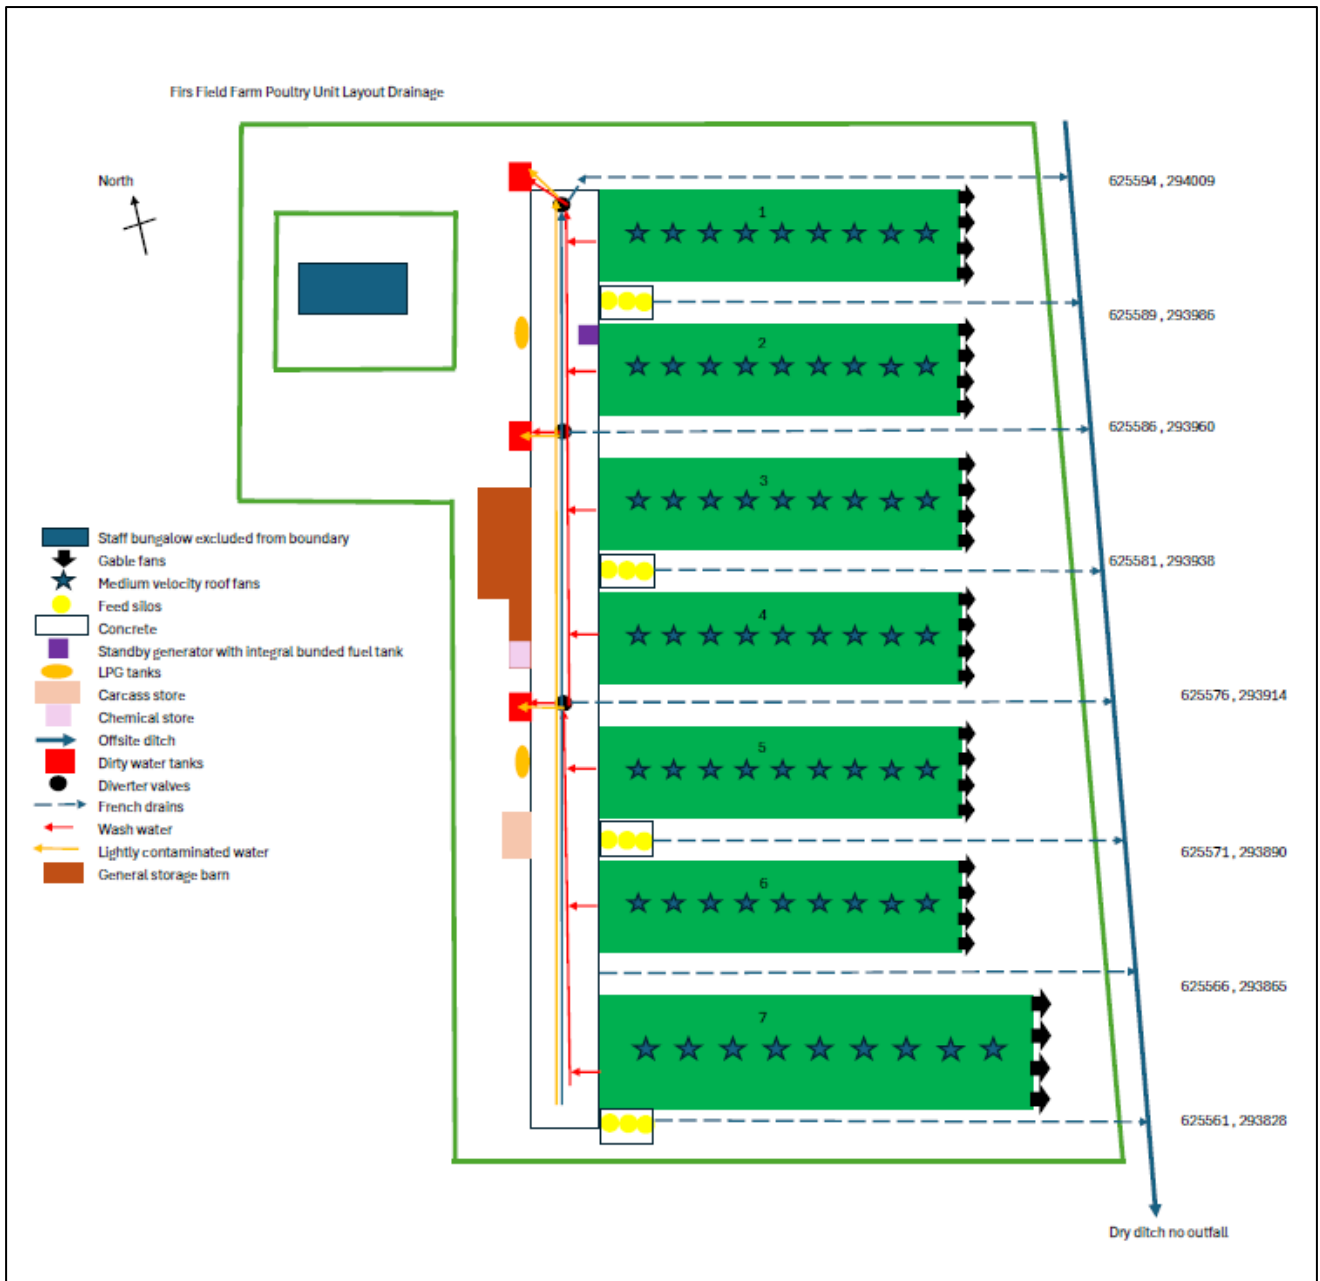 Firs Field Farm Poultry Unit Layout Drainage
North
625594, 294009
1
625589, 293986
2
625586, 293960
3
625581, 293938
4
625576, 293914
5
625571, 293890
6
625566, 293865
7
625561, 293828
Dry ditch no outfall
Staff bungalow excluded from boundary
Gable fans
Medium velocity roof fans
Feed silos
Concrete
Standby generator with integral bunded fuel tank
LPG tanks
Carcass store
Chemical store
Offsite ditch
Dirty water tanks
Diverter valves
French drains
Wash water
Lightly contaminated water
General storage barn